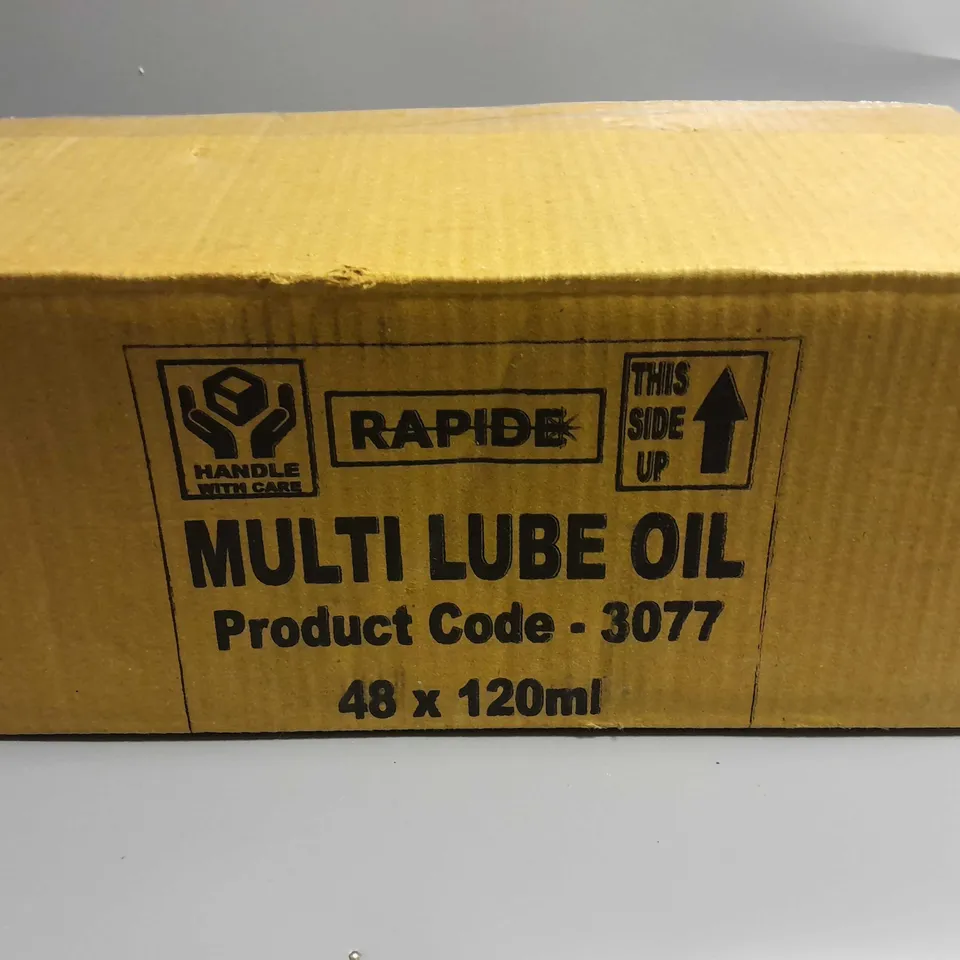 HANDLE
WITH CARE
RAPIDE
THIS
SIDE
UP
MULTI LUBE OIL
Product Code - 3077
48 x 120ml